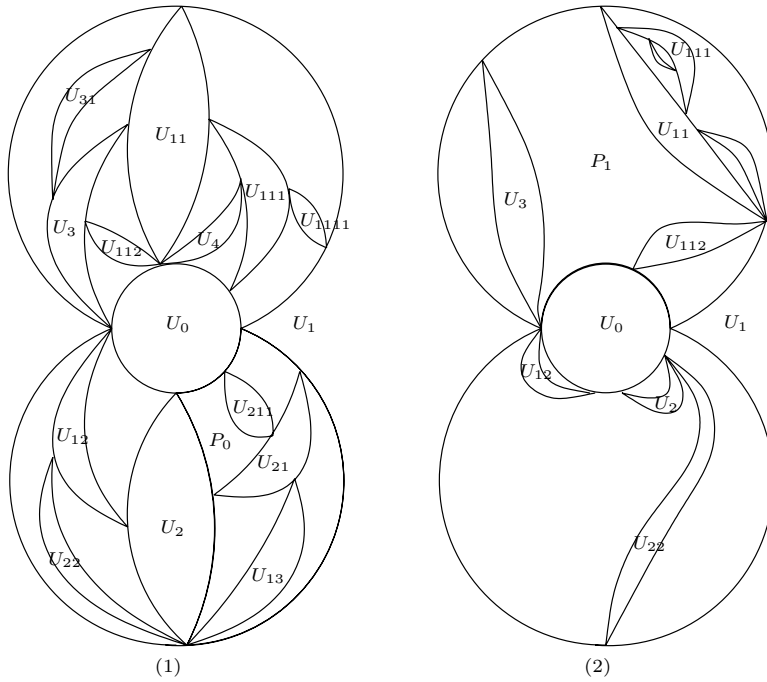 U₃₁
U₁₁
U₃
U₁₁₂
U₄
U₁₁₁
U₁₁₁₁
U₀
U₁
U₂₁₁
P₀
U₁₂
U₂₁
U₂
U₂₂
U₁₃
(1)
U₁₁₁
U₁₁
P₁
U₃
U₁₁₂
U₀
U₁
U₁₂
U₂
U₂₂
(2)